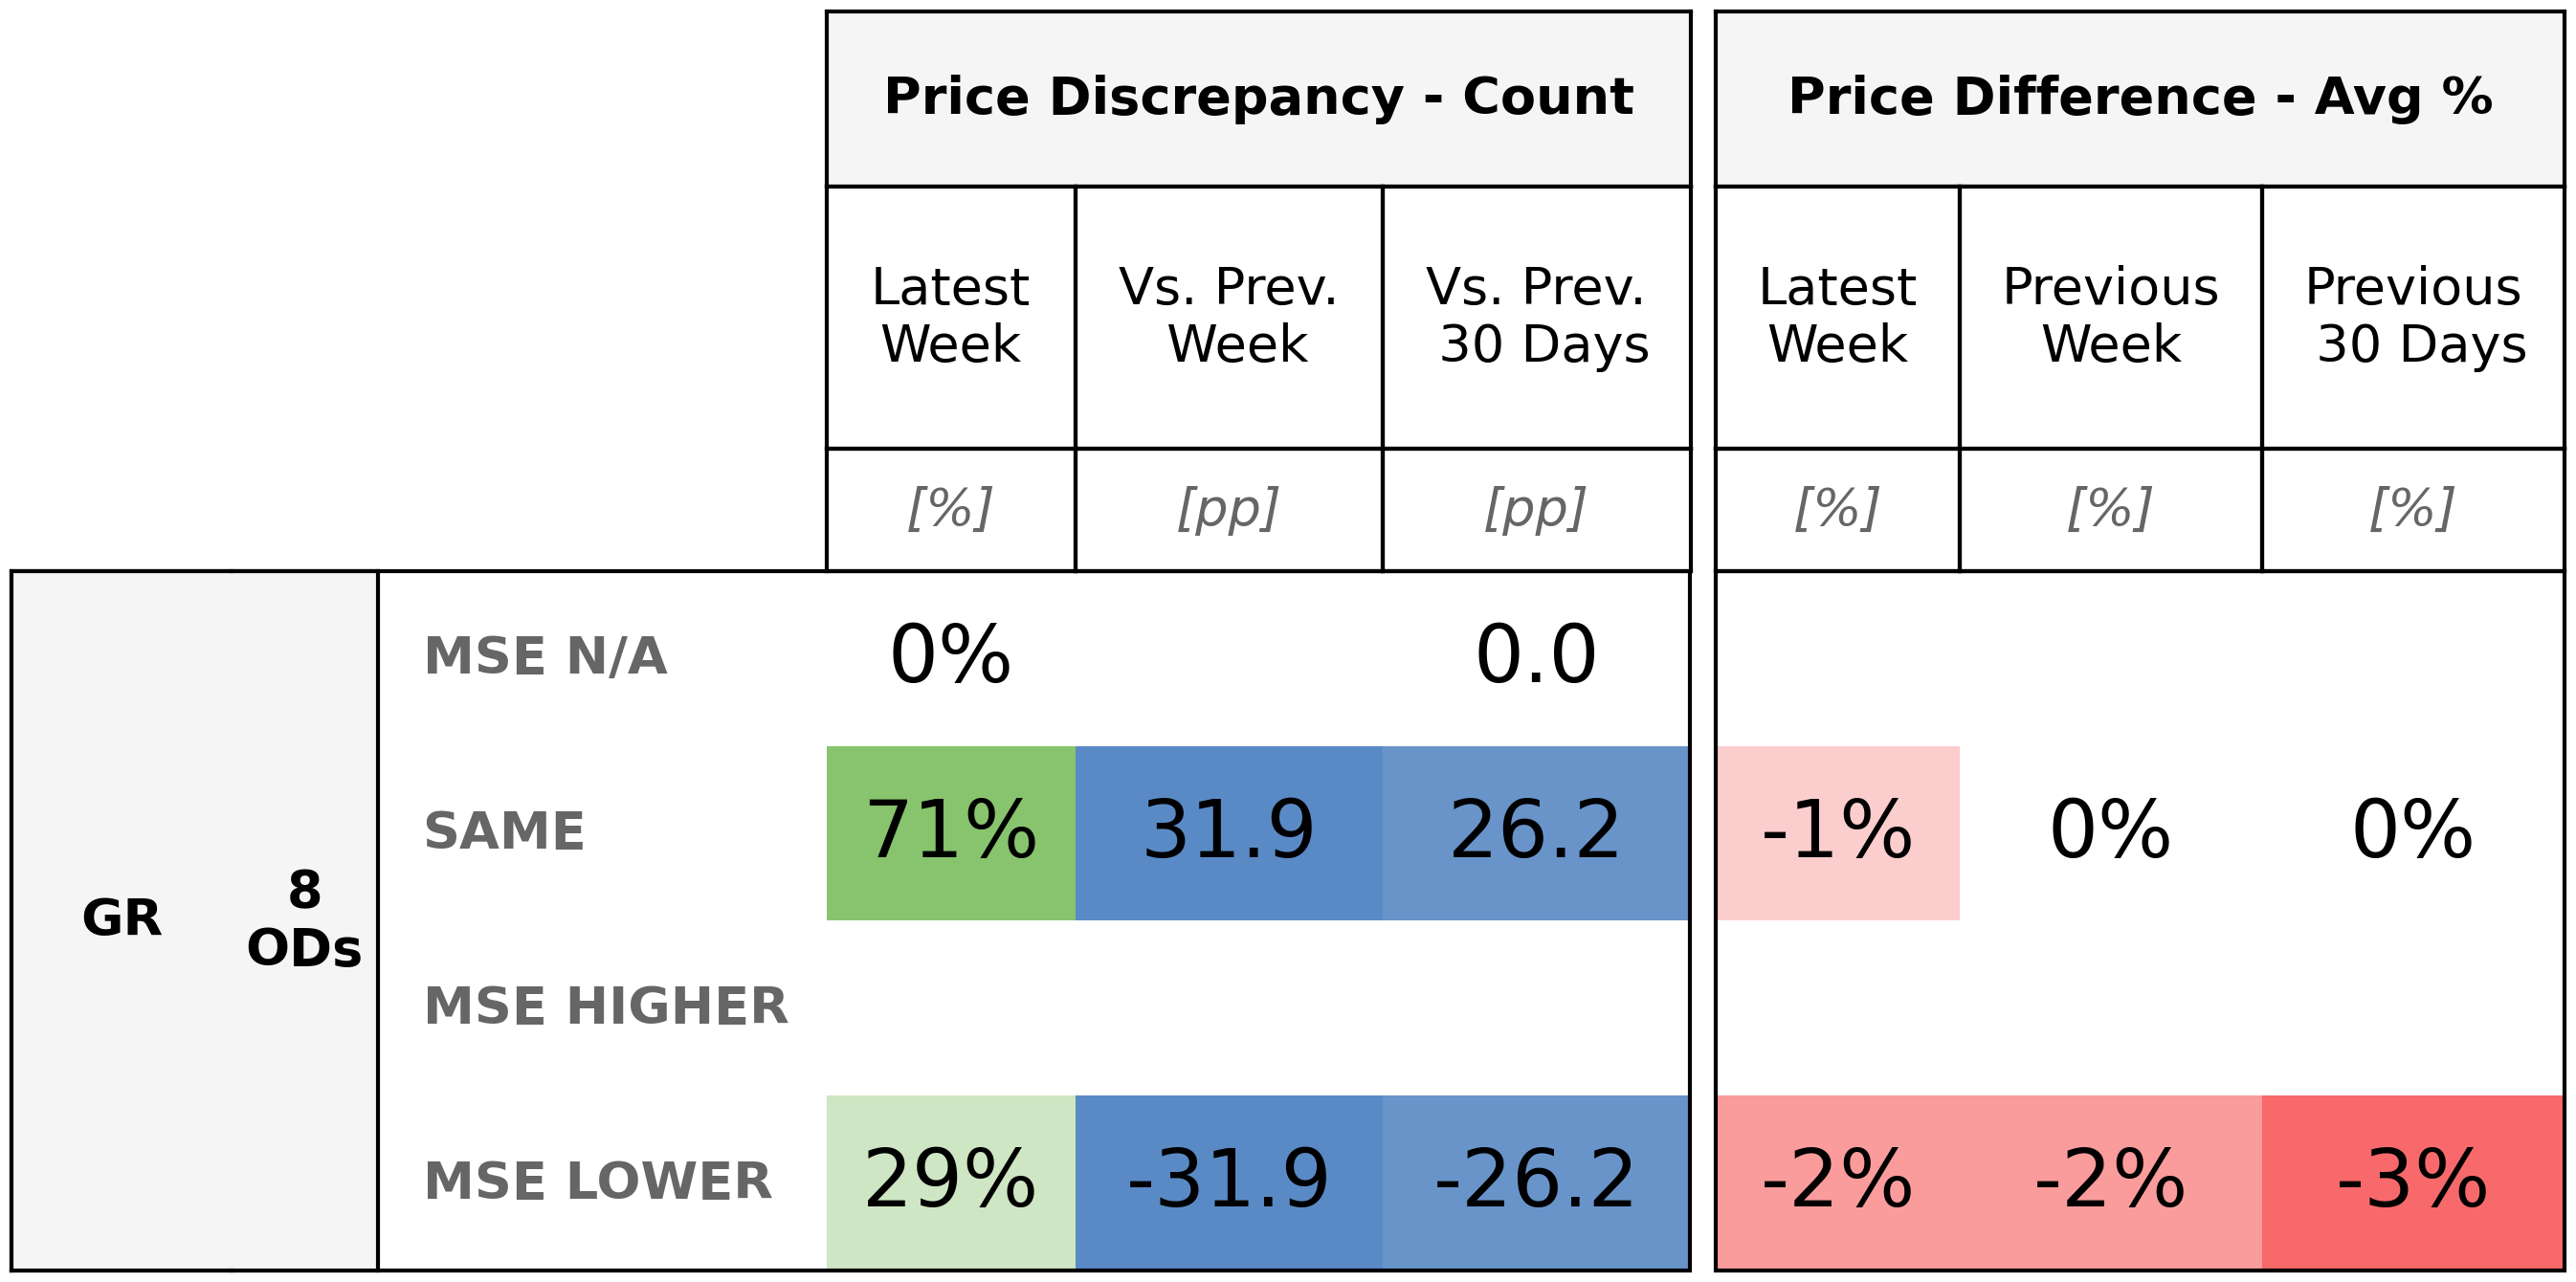 Price Discrepancy - Count
Price Difference - Avg %
Latest Week
Vs. Prev. Week
Vs. Prev. 30 Days
Latest Week
Previous Week
Previous 30 Days
[%] [pp] [pp] [%] [%] [%]
GR
8 ODs
MSE N/A 0% 0.0
SAME 71% 31.9 26.2 -1% 0% 0%
MSE HIGHER
MSE LOWER 29% -31.9 -26.2 -2% -2% -3%